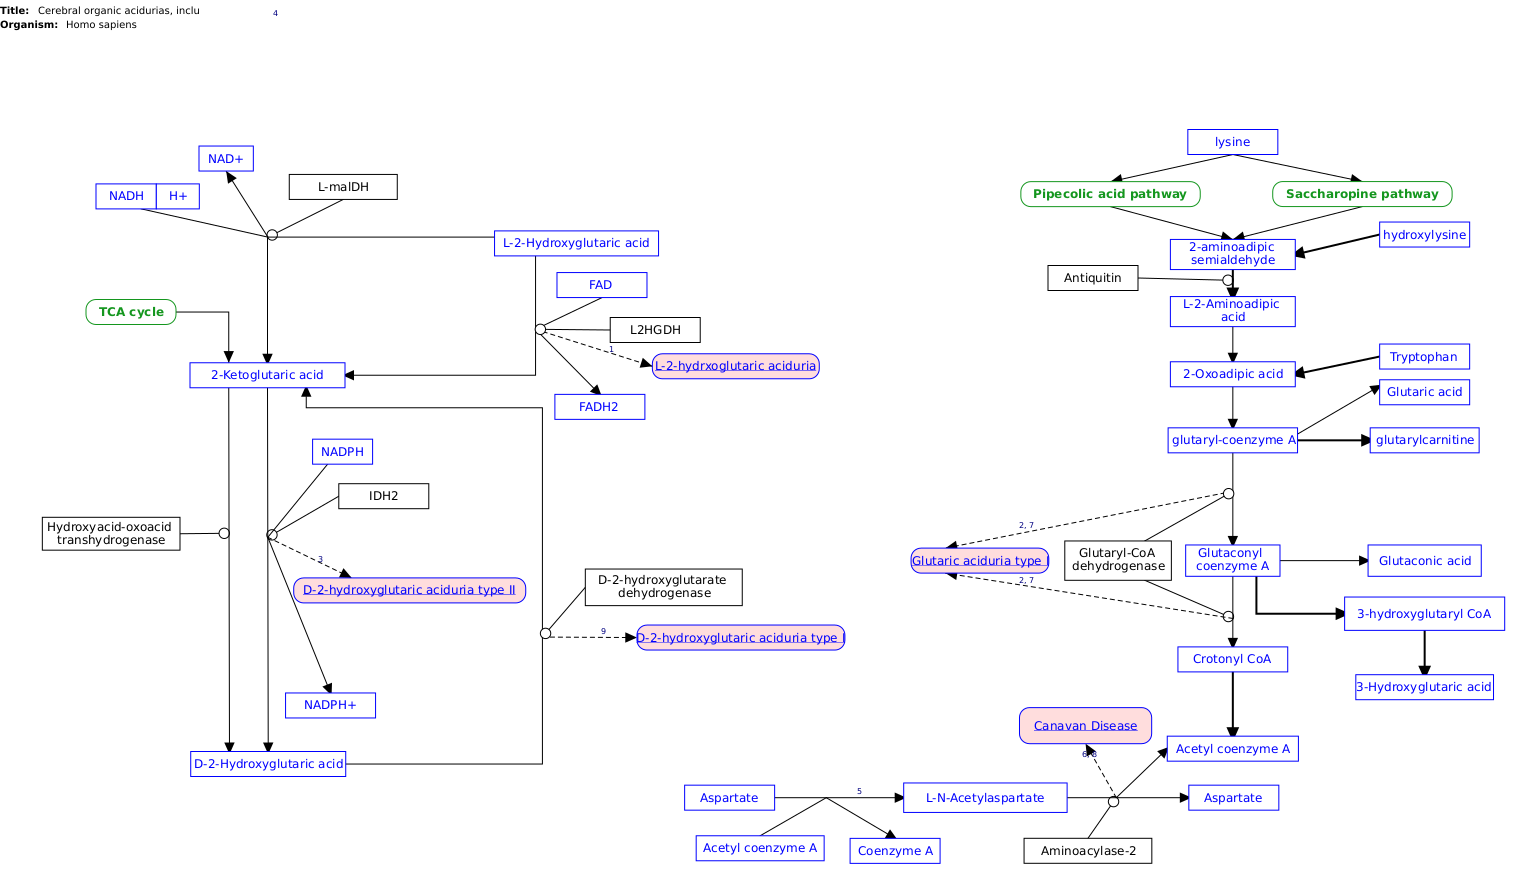 Title: Cerebral organic acidurias, inclu
4
Organism: Homo sapiens
NAD+
L-malDH
NADH
H+
L-2-Hydroxyglutaric acid
FAD
L2HGDH
1
L-2-hydrxoglutaric aciduria
FADH2
TCA cycle
2-Ketoglutaric acid
NADPH
IDH2
Hydroxyacid-oxoacid
transhydrogenase
3
D-2-hydroxyglutaric aciduria type II
D-2-hydroxyglutarate
dehydrogenase
9
D-2-hydroxyglutaric aciduria type I
NADPH+
D-2-Hydroxyglutaric acid
lysine
Pipecolic acid pathway
Saccharopine pathway
hydroxylysine
2-aminoadipic
semialdehyde
Antiquitin
L-2-Aminoadipic
acid
Tryptophan
2-Oxoadipic acid
Glutaric acid
glutaryl-coenzyme A
glutarylcarnitine
2, 7
Glutaric aciduria type I
Glutaryl-CoA
dehydrogenase
Glutaconyl
coenzyme A
Glutaconic acid
2, 7
3-hydroxyglutaryl CoA
Crotonyl CoA
3-Hydroxyglutaric acid
Canavan Disease
6, 8
Acetyl coenzyme A
Aspartate
5
L-N-Acetylaspartate
Aspartate
Acetyl coenzyme A
Coenzyme A
Aminoacylase-2